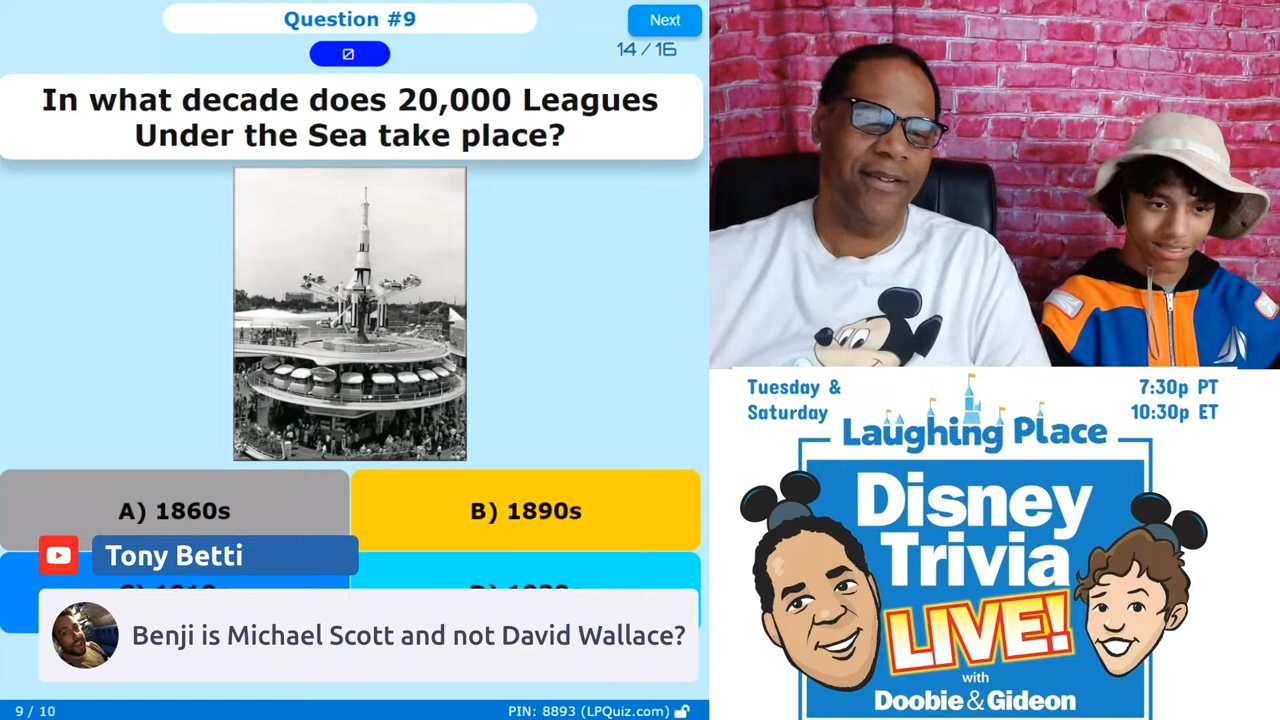 Question #9
Next
14 / 16
In what decade does 20,000 Leagues
Under the Sea take place?
A) 1860s
B) 1890s
Tony Betti
Benji is Michael Scott and not David Wallace?
9 / 10
PIN: 8893 (LPQuiz.com)
Tuesday &
Saturday
7:30p PT
10:30p ET
Laughing Place
Disney
Trivia
LIVE!
with
Doobie & Gideon